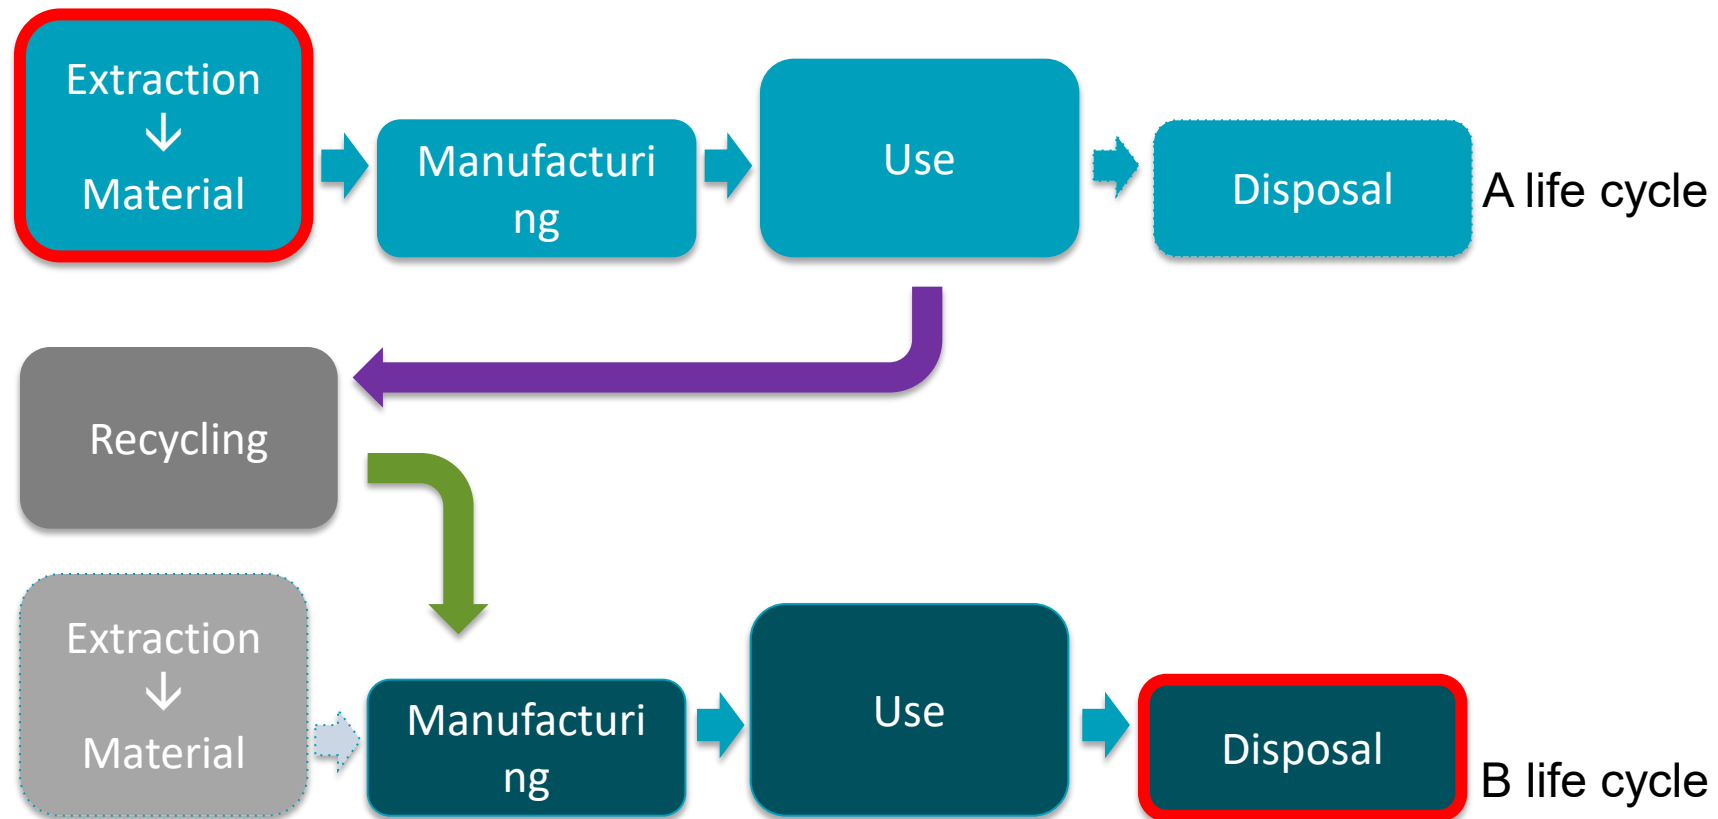 Extraction
↓
Material
Manufacturi
ng
Use
Disposal
A life cycle
Recycling
Extraction
↓
Material
Manufacturi
ng
Use
Disposal
B life cycle